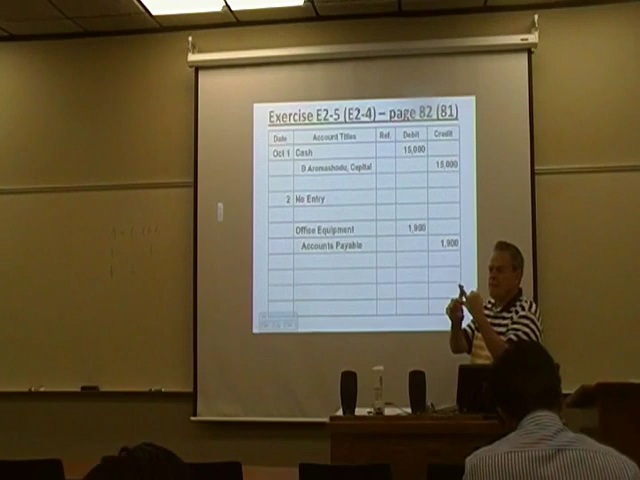 Exercise E2-5 (E2-4) – page 82 (81)
Date Account Titles Ref. Debit Credit
Oct 1 Cash 15,000
D Aromashodu, Capital 15,000
2 No Entry
Office Equipment 1,900
Accounts Payable 1,900